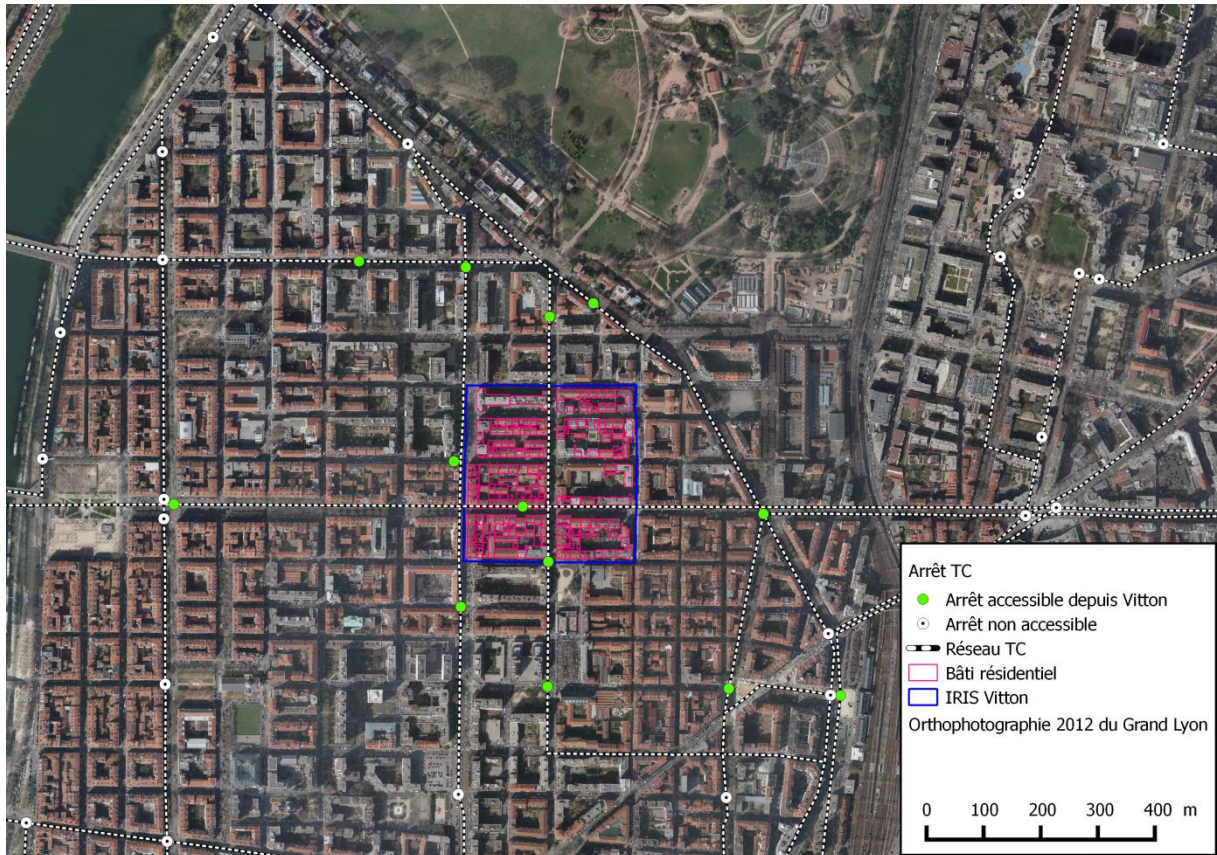 Arrêt TC
Arrêt accessible depuis Vitton
Arrêt non accessible
Réseau TC
Bâti résidentiel
IRIS Vitton
Orthophotographie 2012 du Grand Lyon
0 100 200 300 400 m